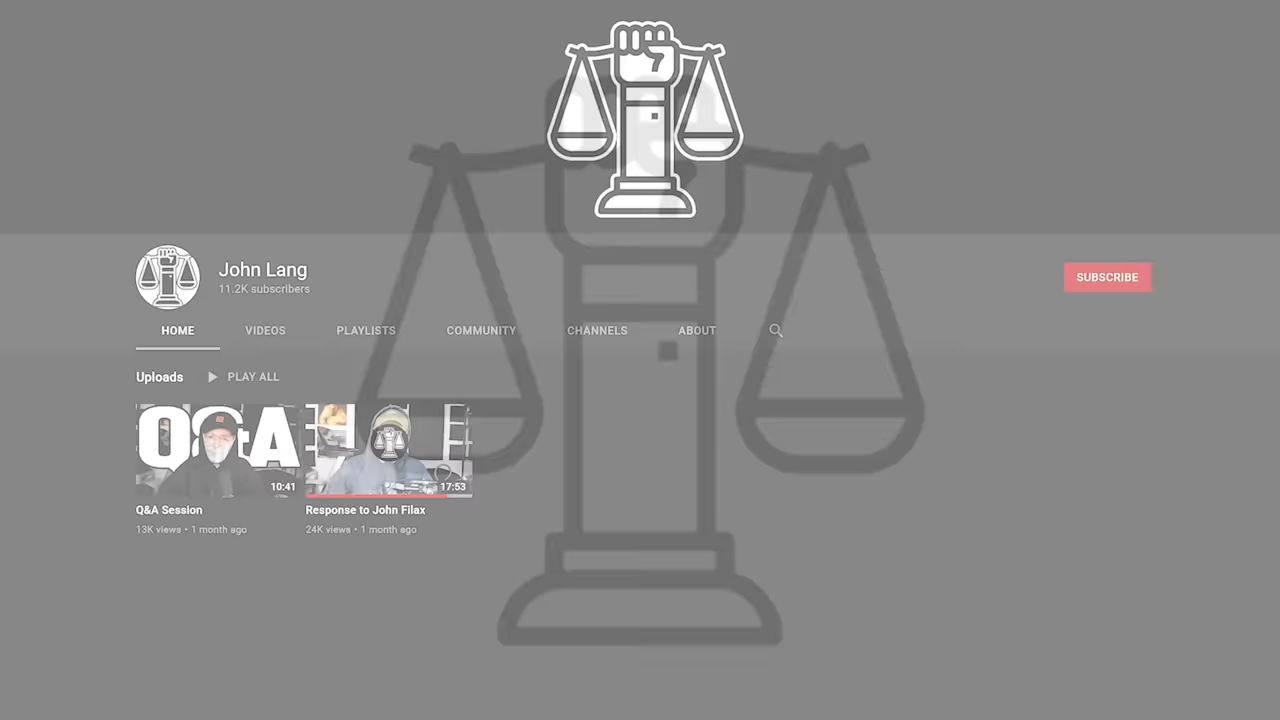 John Lang
11.2K subscribers
SUBSCRIBE
HOME VIDEOS PLAYLISTS COMMUNITY CHANNELS ABOUT
Uploads PLAY ALL
Q&A
10:41
17:53
Q&A Session
Response to John Filax
13K views • 1 month ago
24K views • 1 month ago